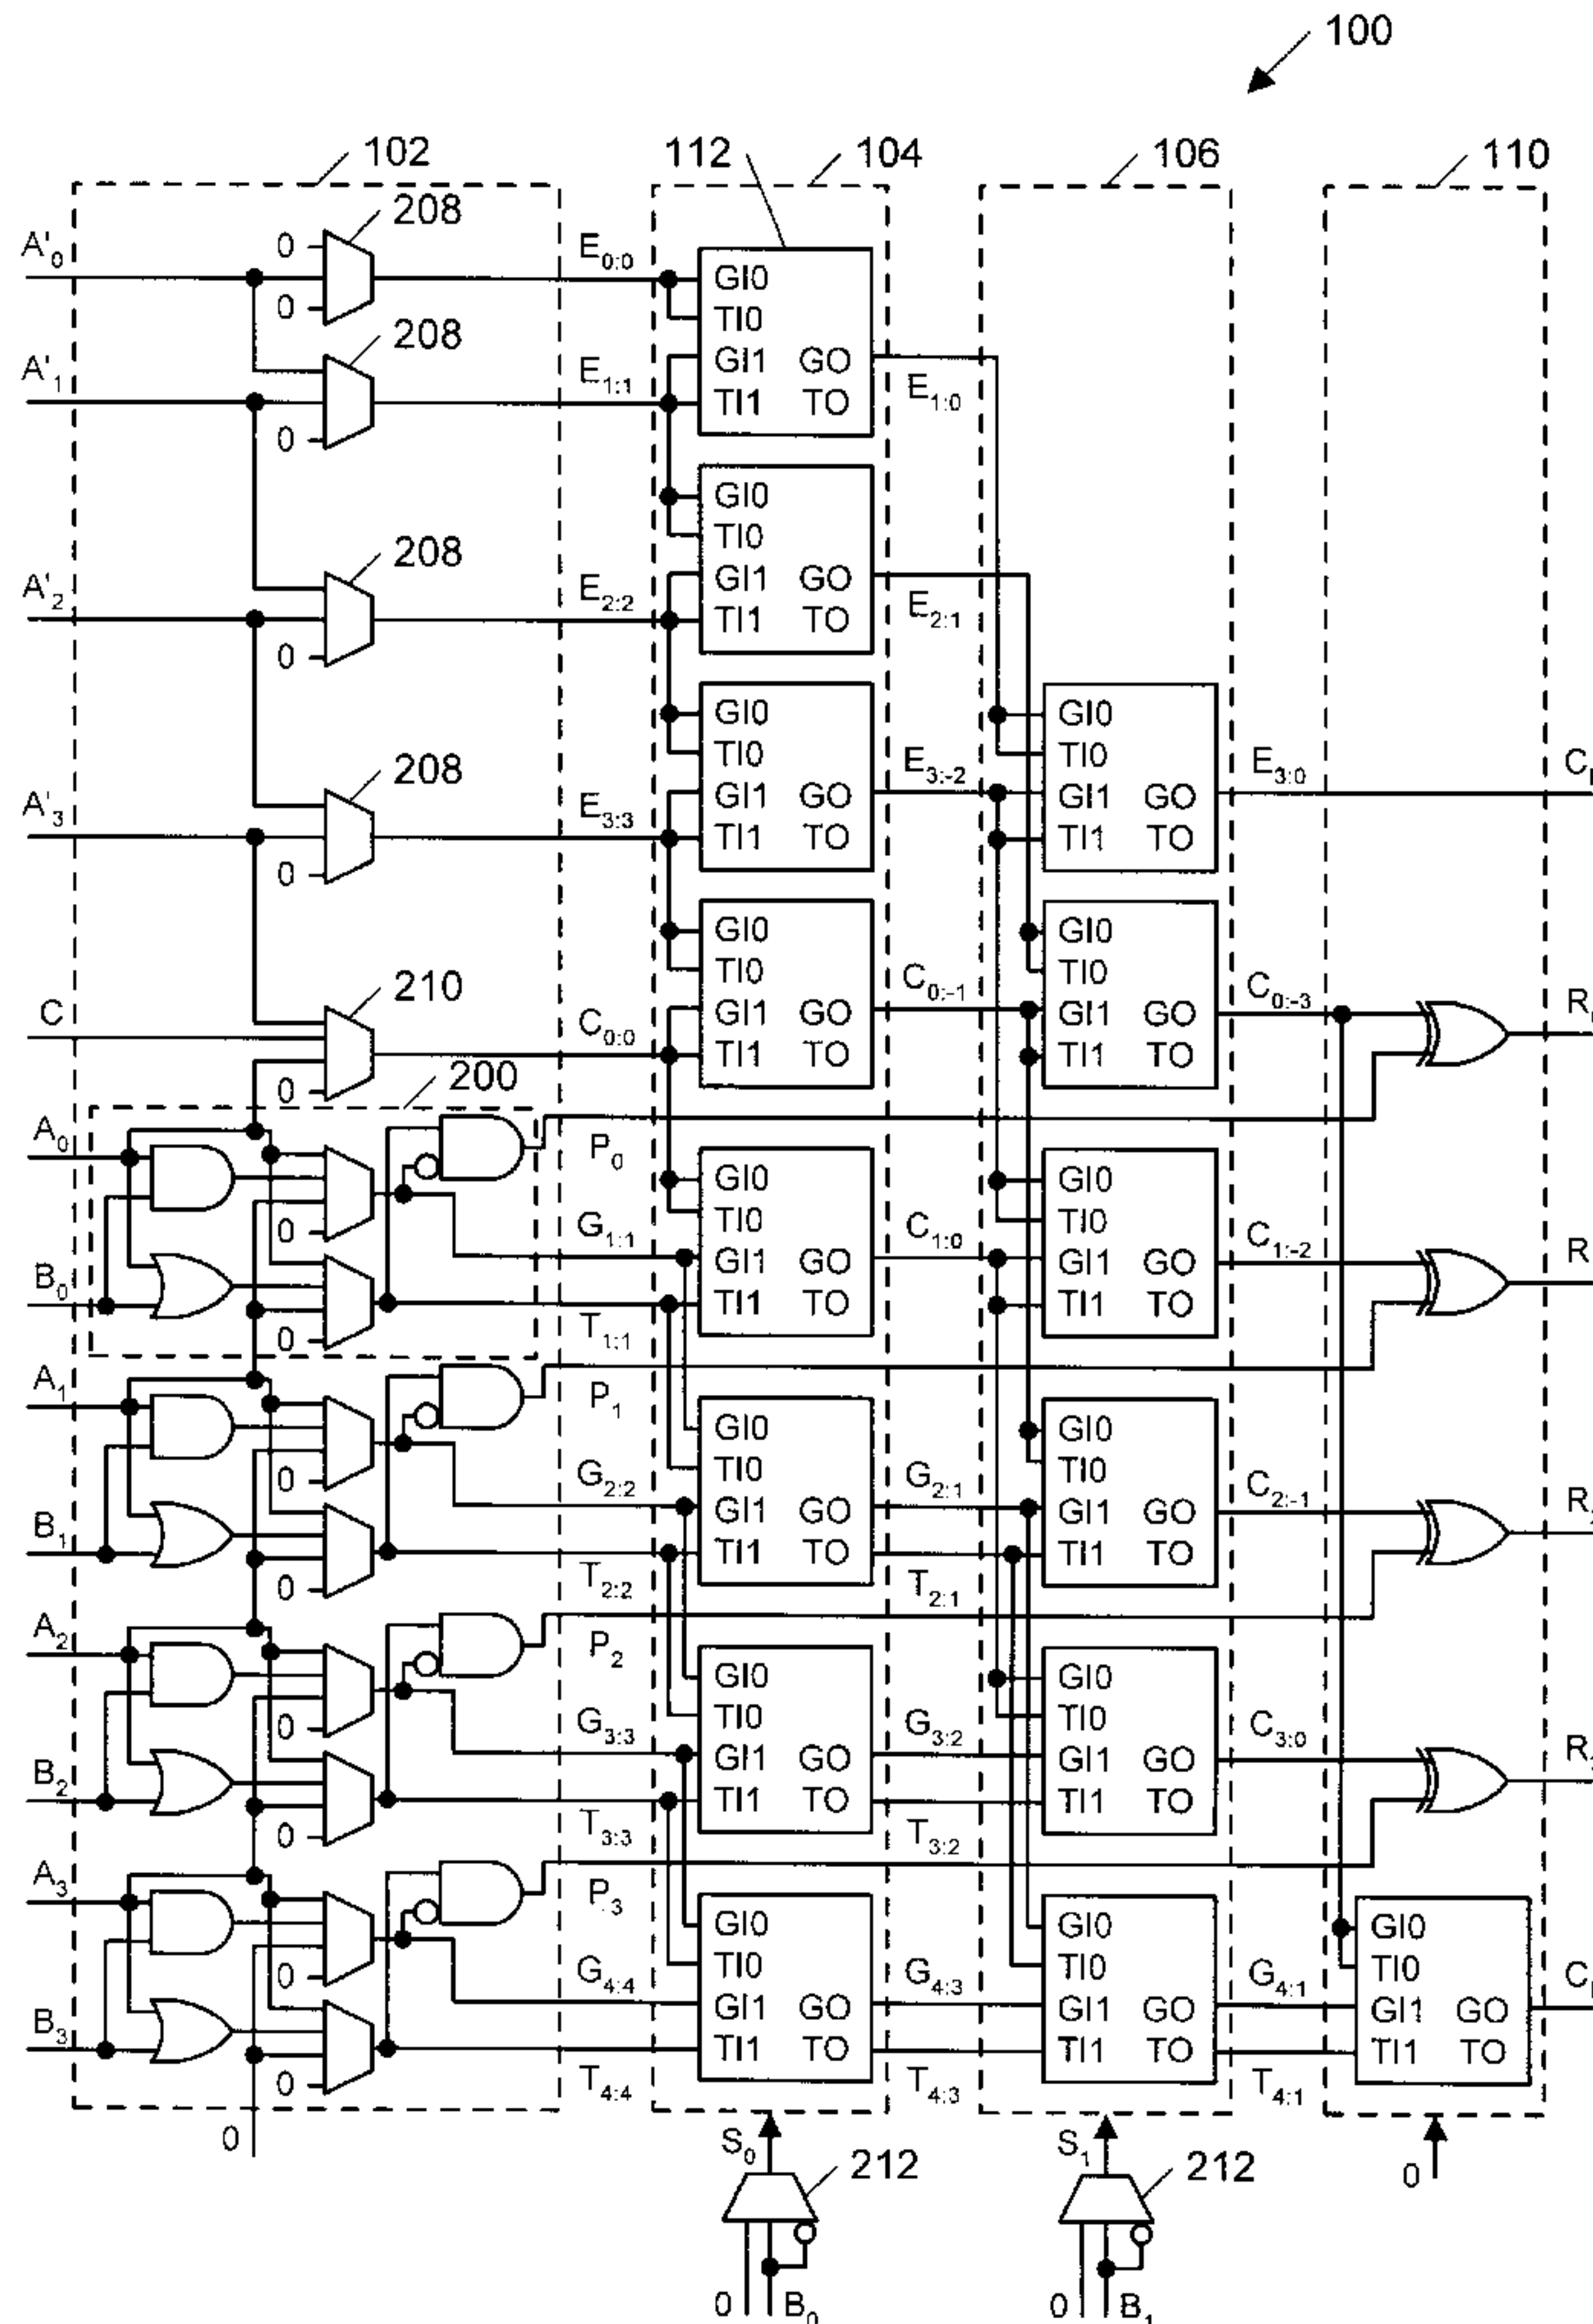 100
102
112
104
106
110
A'0
0
208
0
E0:0
GI0
TI0
GI1 GO
TI1 TO
E1:0
A'1
208
0
E1:1
GI0
TI0
GI1 GO
TI1 TO
E2:1
A'2
208
0
E2:2
GI0
TI0
GI1 GO
TI1 TO
E3:-2
GI0
TI0
GI1 GO
TI1 TO
E3:0
A'3
208
0
E3:3
GI0
TI0
GI1 GO
TI1 TO
C0:-1
GI0
TI0
GI1 GO
TI1 TO
C0:-3
C
210
0
C0:0
200
A0
B0
0
0
P0
G1:1
T1:1
GI0
TI0
GI1 GO
TI1 TO
C1:0
GI0
TI0
GI1 GO
TI1 TO
C1:-2
R
A1
B1
0
0
P1
G2:2
T2:2
GI0
TI0
GI1 GO
TI1 TO
G2:1
T2:1
GI0
TI0
GI1 GO
TI1 TO
C2:-1
A2
B2
0
0
P2
G3:3
T3:3
GI0
TI0
GI1 GO
TI1 TO
G3:2
T3:2
GI0
TI0
GI1 GO
TI1 TO
C3:0
A3
B3
0
0
P3
G4:4
T4:4
GI0
TI0
GI1 GO
TI1 TO
G4:3
T4:3
GI0
TI0
GI1 GO
TI1 TO
G4:1
T4:1
GI0
TI0
GI1 GO
TI1 TO
0
S0
212
0 B0
S1
212
0 B1
0